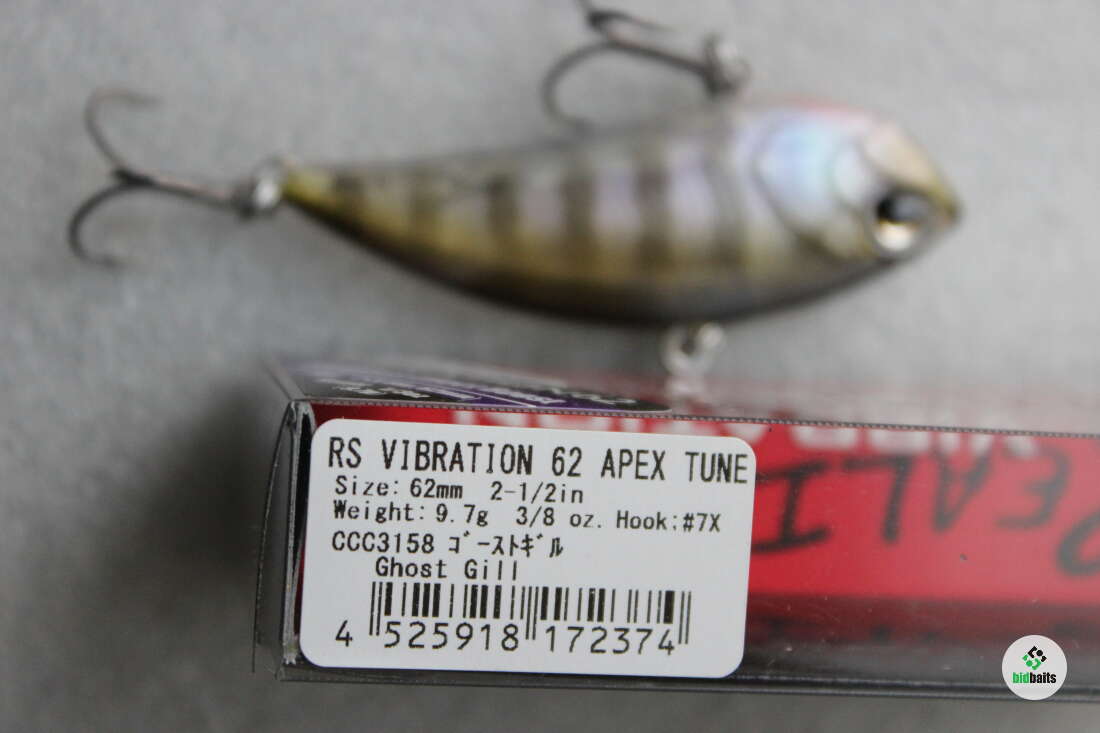 RS VIBRATION 62 APEX TUNE
Size: 62mm 2-1/2in
Weight: 9.7g 3/8 oz. Hook:#7X
CCC3158 ｺﾞｰｽﾄｷﾞﾙ
Ghost Gill
4 525918 172374
REALI
bidbaits